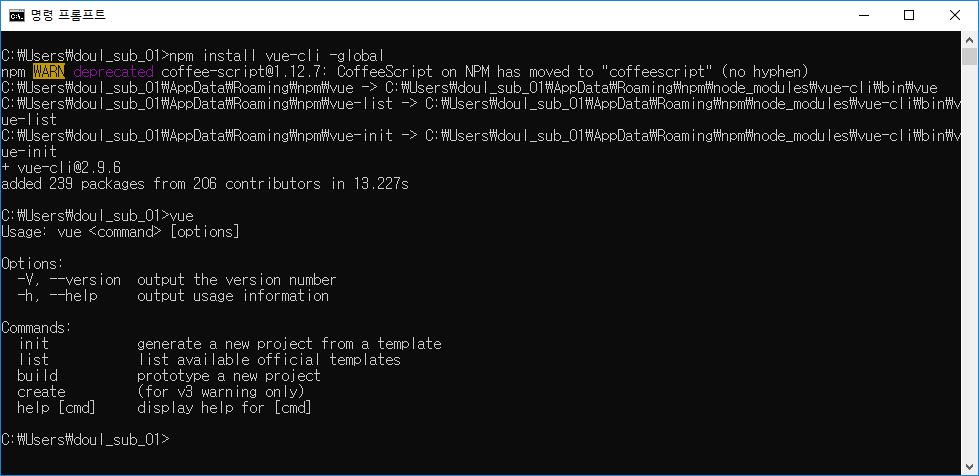 명령 프롬프트
C:₩Users₩doul_sub_01>npm install vue-cli -global
npm WARN deprecated coffee-script@1.12.7: CoffeeScript on NPM has moved to "coffeescript" (no hyphen)
C:₩Users₩doul_sub_01₩AppData₩Roaming₩npm₩vue -> C:₩Users₩doul_sub_01₩AppData₩Roaming₩npm₩node_modules₩vue-cli₩bin₩vue
C:₩Users₩doul_sub_01₩AppData₩Roaming₩npm₩vue-list -> C:₩Users₩doul_sub_01₩AppData₩Roaming₩npm₩node_modules₩vue-cli₩bin₩v
ue-list
C:₩Users₩doul_sub_01₩AppData₩Roaming₩npm₩vue-init -> C:₩Users₩doul_sub_01₩AppData₩Roaming₩npm₩node_modules₩vue-cli₩bin₩v
ue-init
+ vue-cli@2.9.6
added 239 packages from 206 contributors in 13.227s
C:₩Users₩doul_sub_01>vue
Usage: vue <command> [options]
Options:
-V, --version output the version number
-h, --help output usage information
Commands:
init generate a new project from a template
list list available official templates
build prototype a new project
create (for v3 warning only)
help [cmd] display help for [cmd]
C:₩Users₩doul_sub_01>